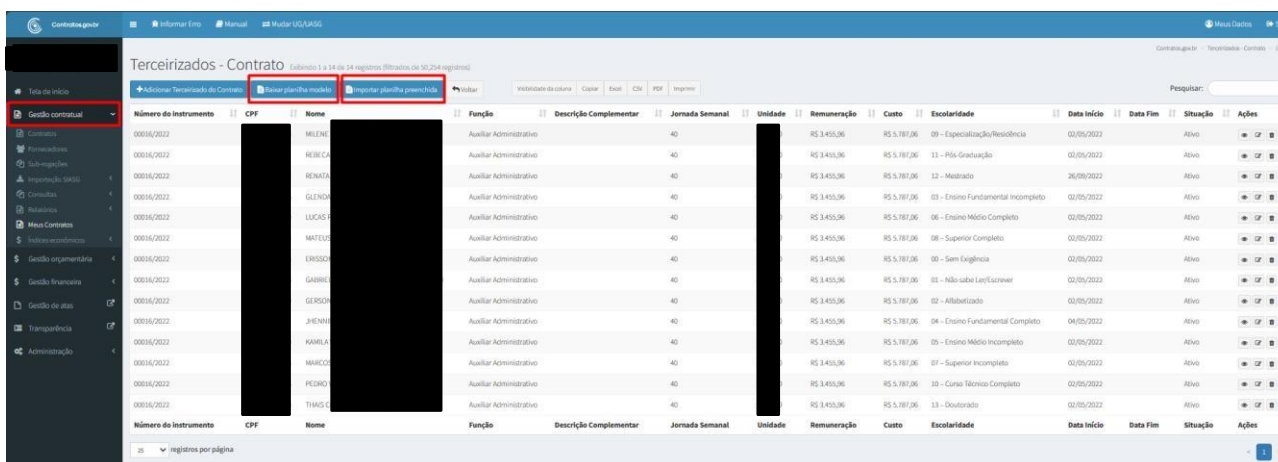 Contratos.gov.br
Informar Erro Manual Mudar UG/UASG Meus Dados
Contratos.gov.br Terceirizados - Contrato
Terceirizados - Contrato Exibindo 1 a 14 de 14 registros (filtrados de 50,254 registros)
Adicionar Terceirizado do Contrato Baixar planilha modelo Importar planilha preenchida Voltar Visibilidade da coluna Copiar Excel CSV PDF Imprimir Pesquisar:
Tela de início
Gestão contratual
Contratos
Fornecedores
Sub-rogações
Importação SIASG
Consultas
Relatórios
Meus Contratos
Índices econômicos
Gestão orçamentária
Gestão financeira
Gestão de atas
Transparência
Administração
Número do instrumento CPF Nome Função Descrição Complementar Jornada Semanal Unidade Remuneração Custo Escolaridade Data Início Data Fim Situação Ações
00016/2022 MILENE Auxiliar Administrativo 40 R$ 3.455,96 R$ 5.787,06 09 - Especialização/Residência 02/05/2022 Ativo
00016/2022 REBECA Auxiliar Administrativo 40 R$ 3.455,96 R$ 5.787,06 11 - Pós-Graduação 02/05/2022 Ativo
00016/2022 RENATA Auxiliar Administrativo 40 R$ 3.455,96 R$ 5.787,06 12 - Mestrado 26/09/2022 Ativo
00016/2022 GLENDA Auxiliar Administrativo 40 R$ 3.455,96 R$ 5.787,06 03 - Ensino Fundamental Incompleto 02/05/2022 Ativo
00016/2022 LUCAS Auxiliar Administrativo 40 R$ 3.455,96 R$ 5.787,06 06 - Ensino Médio Completo 02/05/2022 Ativo
00016/2022 MATEUS Auxiliar Administrativo 40 R$ 3.455,96 R$ 5.787,06 08 - Superior Completo 02/05/2022 Ativo
00016/2022 ERISSON Auxiliar Administrativo 40 R$ 3.455,96 R$ 5.787,06 00 - Sem Exigência 02/05/2022 Ativo
00016/2022 GABRIE Auxiliar Administrativo 40 R$ 3.455,96 R$ 5.787,06 01 - Não sabe Ler/Escrever 02/05/2022 Ativo
00016/2022 GERSON Auxiliar Administrativo 40 R$ 3.455,96 R$ 5.787,06 02 - Alfabetizado 02/05/2022 Ativo
00016/2022 JHENNI Auxiliar Administrativo 40 R$ 3.455,96 R$ 5.787,06 04 - Ensino Fundamental Completo 04/05/2022 Ativo
00016/2022 KAMILA Auxiliar Administrativo 40 R$ 3.455,96 R$ 5.787,06 05 - Ensino Médio Incompleto 02/05/2022 Ativo
00016/2022 MARCOS Auxiliar Administrativo 40 R$ 3.455,96 R$ 5.787,06 07 - Superior Incompleto 02/05/2022 Ativo
00016/2022 PEDRO Auxiliar Administrativo 40 R$ 3.455,96 R$ 5.787,06 10 - Curso Técnico Completo 02/05/2022 Ativo
00016/2022 THAIS C Auxiliar Administrativo 40 R$ 3.455,96 R$ 5.787,06 13 - Doutorado 02/05/2022 Ativo
Número do instrumento CPF Nome Função Descrição Complementar Jornada Semanal Unidade Remuneração Custo Escolaridade Data Início Data Fim Situação Ações
25 registros por página 1